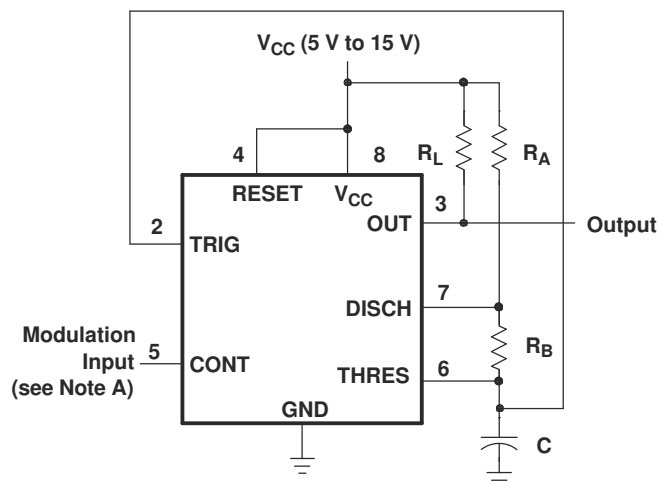 V_CC (5 V to 15 V)
4
8
R_L
R_A
RESET
V_CC
3
2
OUT
Output
TRIG
7
DISCH
Modulation
Input
(see Note A)
5
CONT
R_B
6
THRES
GND
C